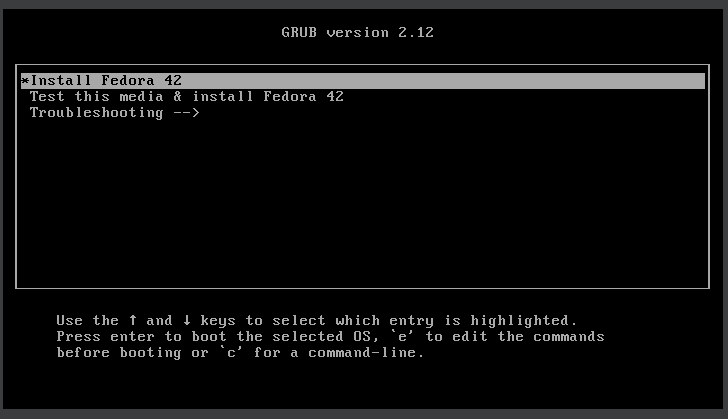 GRUB version 2.12
*Install Fedora 42
Test this media & install Fedora 42
Troubleshooting -->
Use the ↑ and ↓ keys to select which entry is highlighted.
Press enter to boot the selected OS, `e' to edit the commands
before booting or `c' for a command-line.